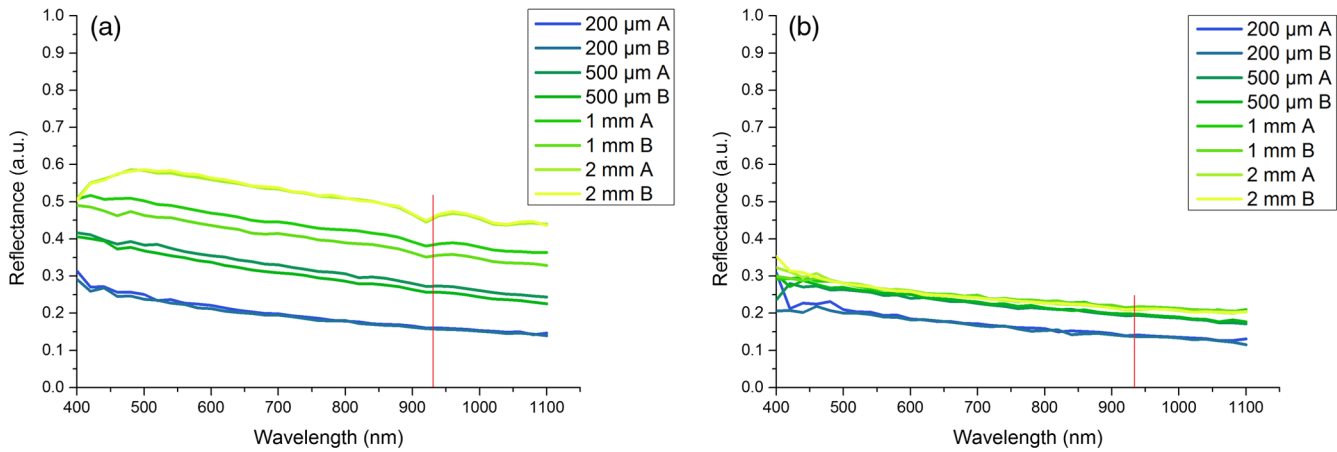 (a)
1.0
0.9
0.8
0.7
0.6
0.5
0.4
0.3
0.2
0.1
0.0
Reflectance (a.u.)
400 500 600 700 800 900 1000 1100
Wavelength (nm)
200 μm A
200 μm B
500 μm A
500 μm B
1 mm A
1 mm B
2 mm A
2 mm B
(b)
1.0
0.9
0.8
0.7
0.6
0.5
0.4
0.3
0.2
0.1
0.0
Reflectance (a.u.)
400 500 600 700 800 900 1000 1100
Wavelength (nm)
200 μm A
200 μm B
500 μm A
500 μm B
1 mm A
1 mm B
2 mm A
2 mm B